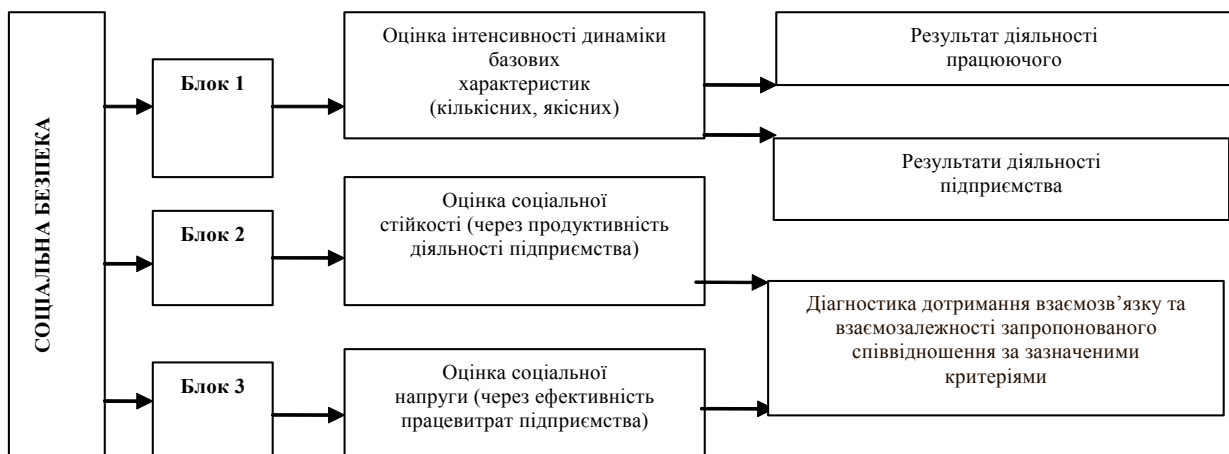 СОЦІАЛЬНА БЕЗПЕКА
Блок 1
Оцінка інтенсивності динаміки
базових
характеристик
(кількісних, якісних)
Результат діяльності
працюючого
Результати діяльності
підприємства
Блок 2
Оцінка соціальної
стійкості (через продуктивність
діяльності підприємства)
Діагностика дотримання взаємозв’язку та
взаємозалежності запропонованого
співвідношення за зазначеними
критеріями
Блок 3
Оцінка соціальної
напруги (через ефективність
працевитрат підприємства)